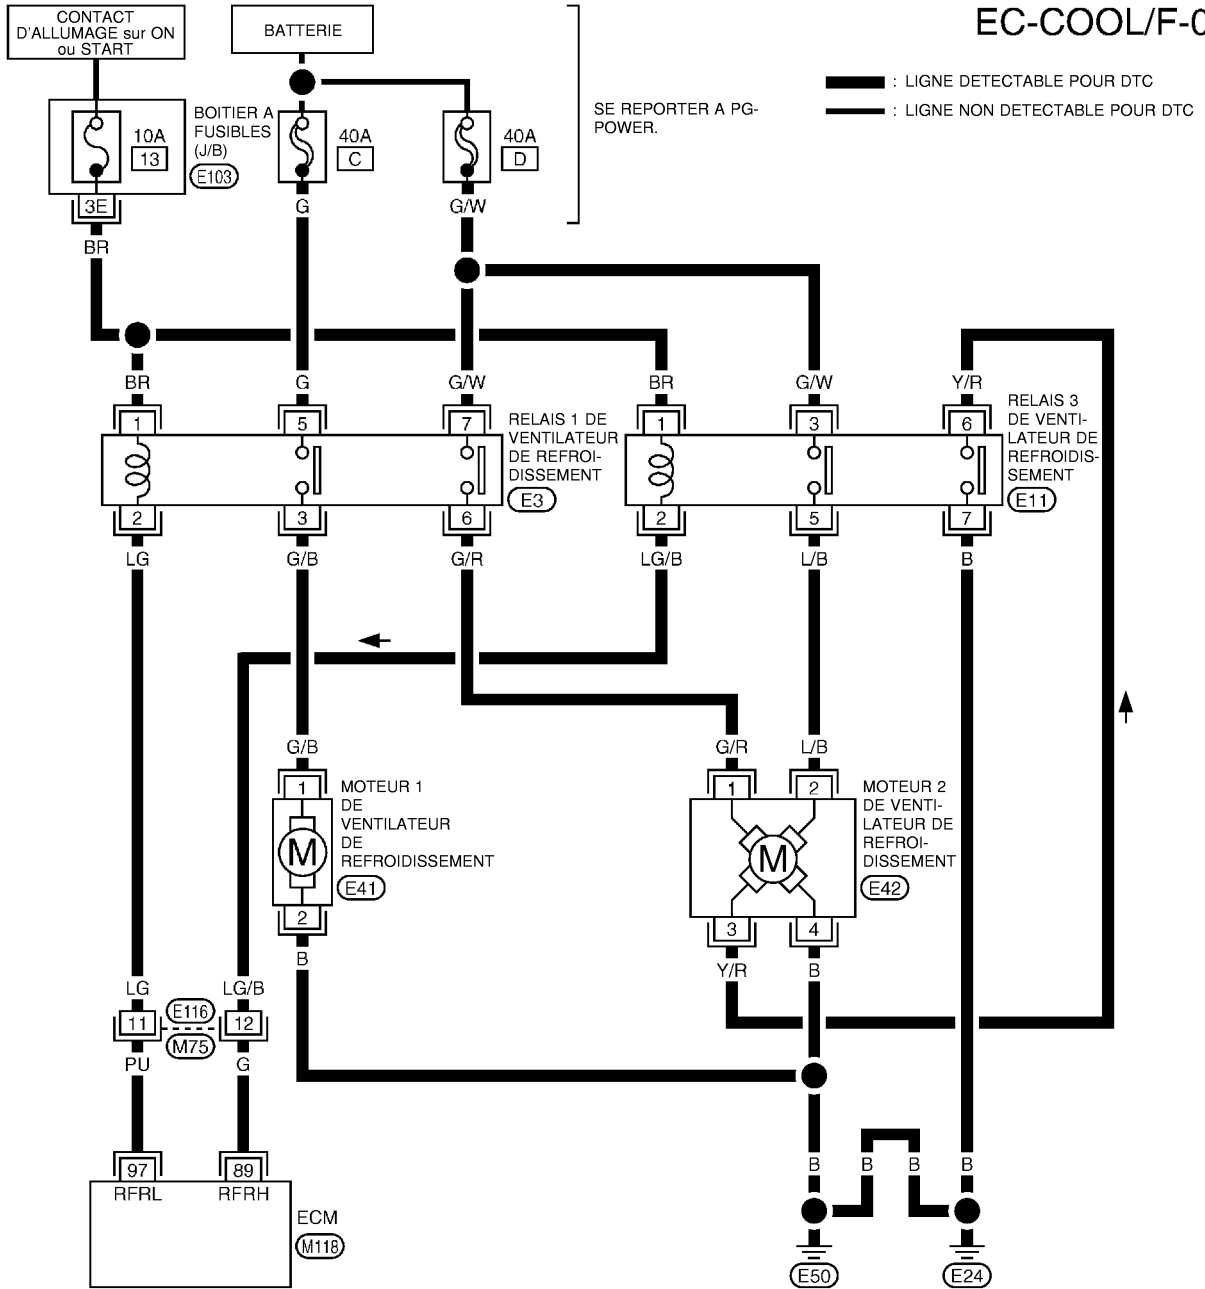 EC-COOL/F-0
CONTACT
D'ALLUMAGE sur ON
ou START
BATTERIE
: LIGNE DETECTABLE POUR DTC
: LIGNE NON DETECTABLE POUR DTC
SE REPORTER A PG-
POWER.
10A
13
BOITIER A
FUSIBLES
(J/B)
E103
40A
C
40A
D
3E
G
G/W
BR
BR
G
G/W
BR
G/W
Y/R
1
5
7
1
3
6
RELAIS 1 DE
VENTILATEUR
DE REFROI-
DISSEMENT
E3
RELAIS 3
DE VENTI-
LATEUR DE
REFROIDIS-
SEMENT
E11
2
3
6
2
5
7
LG
G/B
G/R
LG/B
L/B
B
G/B
G/R
L/B
1
1
2
MOTEUR 1
DE
VENTILATEUR
DE
REFROIDISSEMENT
E41
M
M
MOTEUR 2
DE VENTI-
LATEUR DE
REFROI-
DISSEMENT
E42
2
3
4
B
Y/R
B
LG
LG/B
11
E116
12
M75
PU
G
97
89
RFRL
RFRH
ECM
M118
B
B
B
B
E50
E24